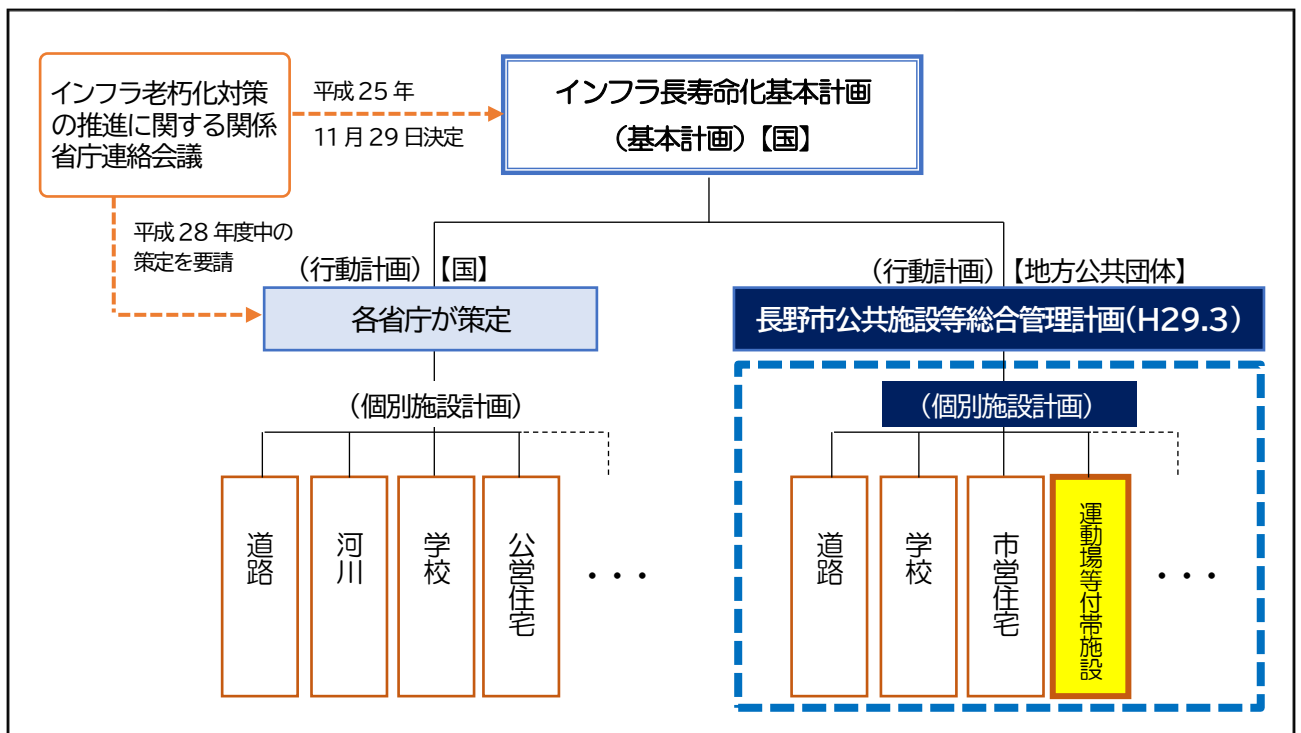 インフラ老朽化対策
の推進に関する関係
省庁連絡会議
平成25年
11月29日決定
インフラ長寿命化基本計画
（基本計画）【国】
平成28年度中の
策定を要請
（行動計画）【国】
各省庁が策定
（行動計画）【地方公共団体】
長野市公共施設等総合管理計画(H29.3)
（個別施設計画）
道路
河川
学校
公営住宅
・・・
（個別施設計画）
道路
学校
市営住宅
運動場等付帯施設
・・・